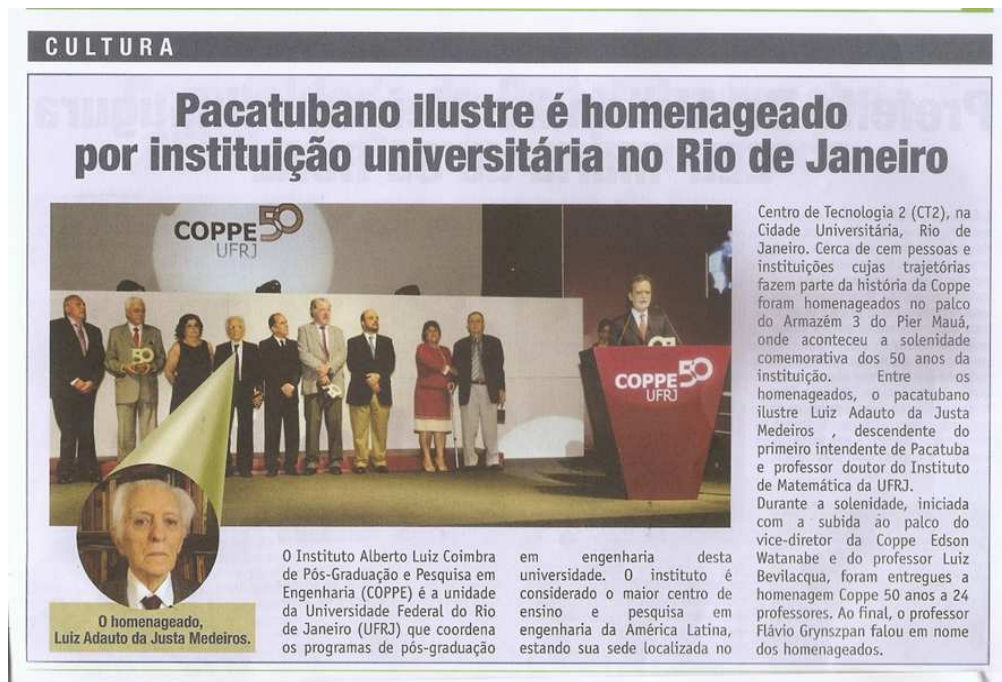 CULTURA
Pacatubano ilustre é homenageado
por instituição universitária no Rio de Janeiro
COPPE 50
UFRJ
50
COPPE 50
UFRJ
O homenageado,
Luiz Adauto da Justa Medeiros.
O Instituto Alberto Luiz Coimbra
de Pós-Graduação e Pesquisa em
Engenharia (COPPE) é a unidade
da Universidade Federal do Rio
de Janeiro (UFRJ) que coordena
os programas de pós-graduação
em engenharia desta
universidade. O instituto é
considerado o maior centro de
ensino e pesquisa em
engenharia da América Latina,
estando sua sede localizada no
Centro de Tecnologia 2 (CT2), na
Cidade Universitária, Rio de
Janeiro. Cerca de cem pessoas e
instituições cujas trajetórias
fazem parte da história da Coppe
foram homenageados no palco
do Armazém 3 do Pier Mauá,
onde aconteceu a solenidade
comemorativa dos 50 anos da
instituição. Entre os
homenageados, o pacatubano
ilustre Luiz Adauto da Justa
Medeiros , descendente do
primeiro intendente de Pacatuba
e professor doutor do Instituto
de Matemática da UFRJ.
Durante a solenidade, iniciada
com a subida ao palco do
vice-diretor da Coppe Edson
Watanabe e do professor Luiz
Bevilacqua, foram entregues a
homenagem Coppe 50 anos a 24
professores. Ao final, o professor
Flávio Grynszpan falou em nome
dos homenageados.